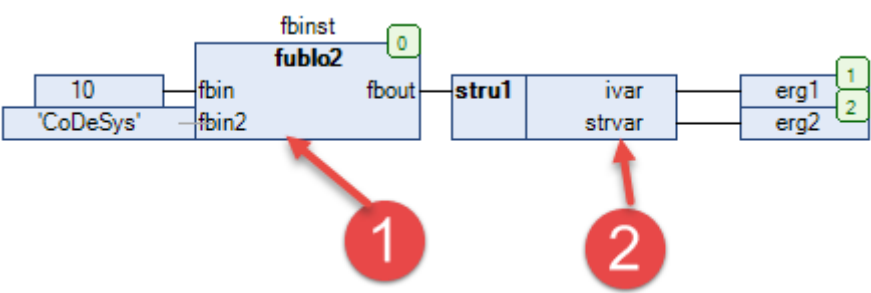 fbinst
0
fublo2
10 fbin fbout stru1 ivar erg1 1
'CoDeSys' fbin2 strvar erg2 2
1 2